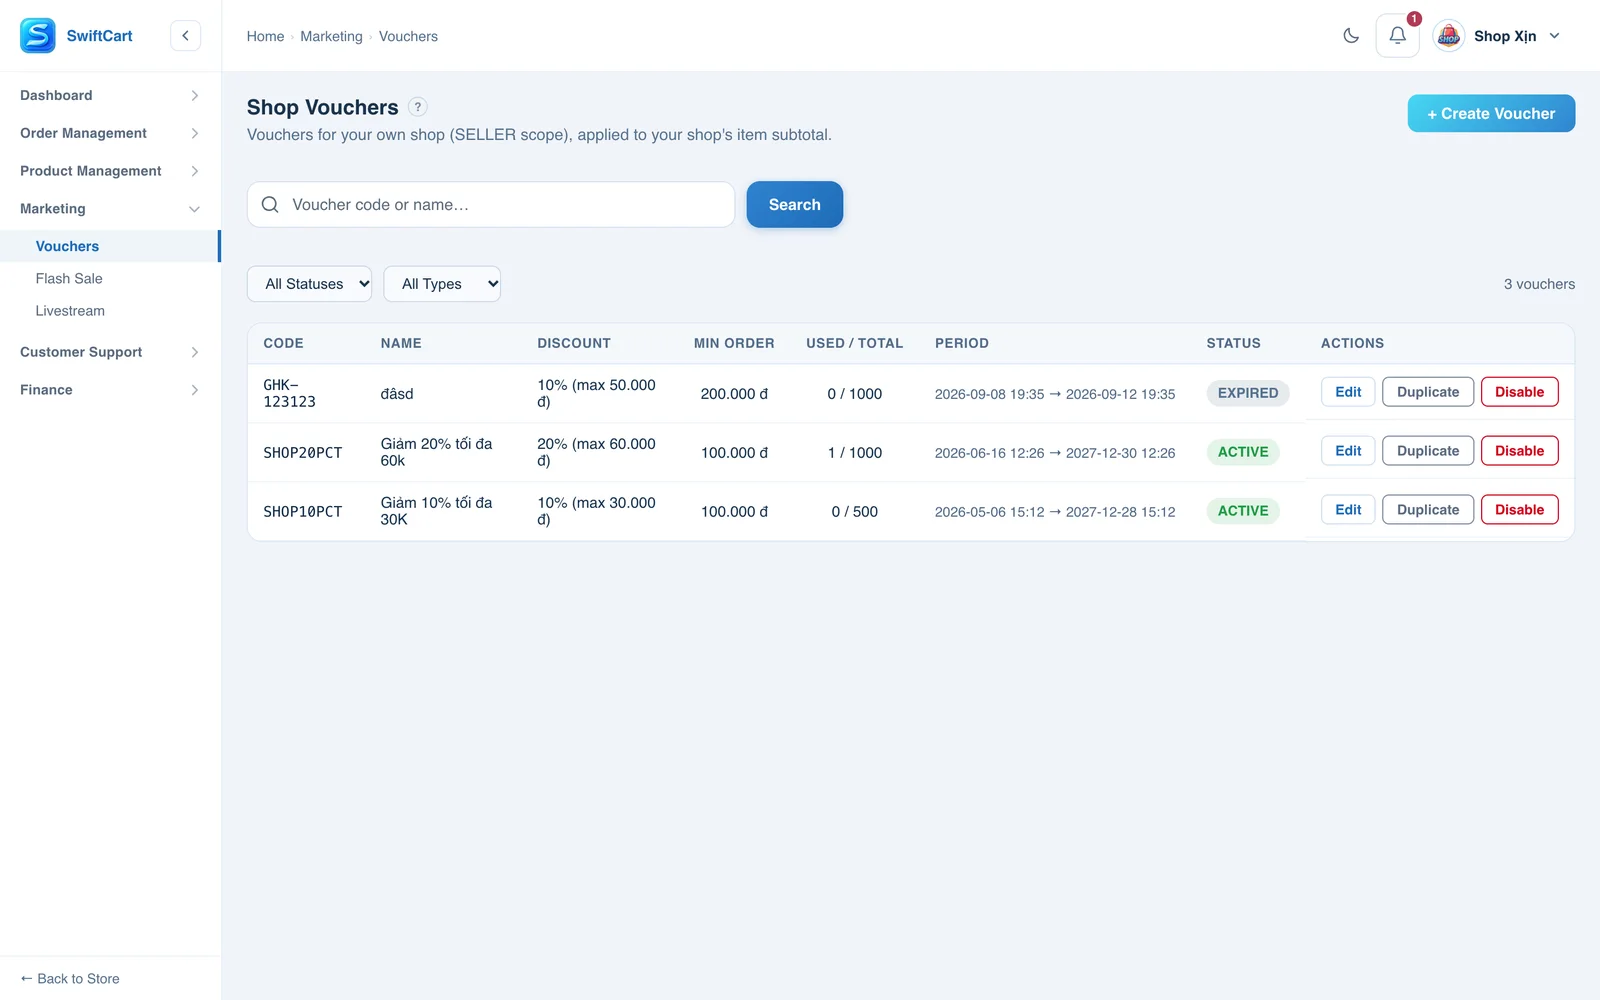 SwiftCart
Home › Marketing › Vouchers
1
Shop Xịn
Dashboard
Order Management
Product Management
Marketing
Vouchers
Flash Sale
Livestream
Customer Support
Finance
← Back to Store
Shop Vouchers ?
Vouchers for your own shop (SELLER scope), applied to your shop's item subtotal.
+ Create Voucher
Voucher code or name…
Search
All Statuses
All Types
3 vouchers
CODE NAME DISCOUNT MIN ORDER USED / TOTAL PERIOD STATUS ACTIONS
GHK-
123123
đâsd
10% (max 50.000
đ)
200.000 đ
0 / 1000
2026-09-08 19:35 → 2026-09-12 19:35
EXPIRED
Edit Duplicate Disable
SHOP20PCT
Giảm 20% tối đa
60k
20% (max 60.000
đ)
100.000 đ
1 / 1000
2026-06-16 12:26 → 2027-12-30 12:26
ACTIVE
Edit Duplicate Disable
SHOP10PCT
Giảm 10% tối đa
30K
10% (max 30.000
đ)
100.000 đ
0 / 500
2026-05-06 15:12 → 2027-12-28 15:12
ACTIVE
Edit Duplicate Disable